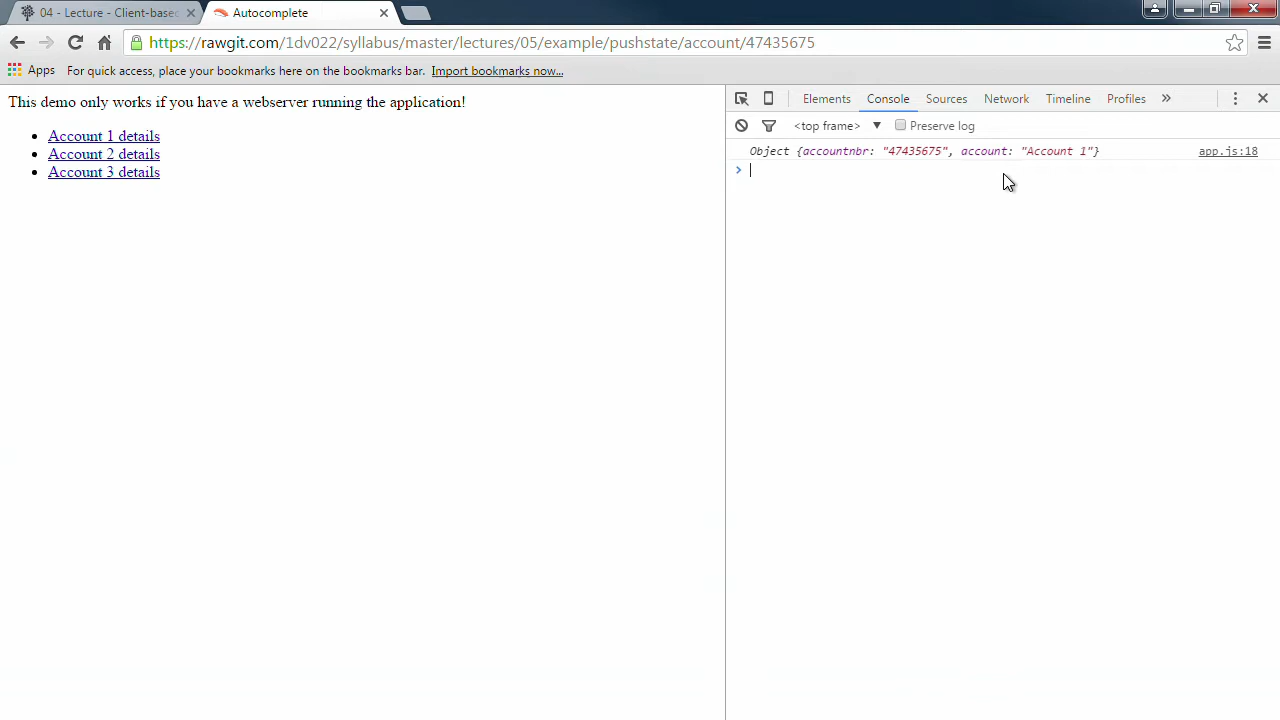 04 - Lecture - Client-basec
Autocomplete
https://rawgit.com/1dv022/syllabus/master/lectures/05/example/pushstate/account/47435675
Apps For quick access, place your bookmarks here on the bookmarks bar. Import bookmarks now...
This demo only works if you have a webserver running the application!
Account 1 details
Account 2 details
Account 3 details
Elements Console Sources Network Timeline Profiles »
<top frame> ▼ Preserve log
Object {accountnbr: "47435675", account: "Account 1"} app.js:18
>